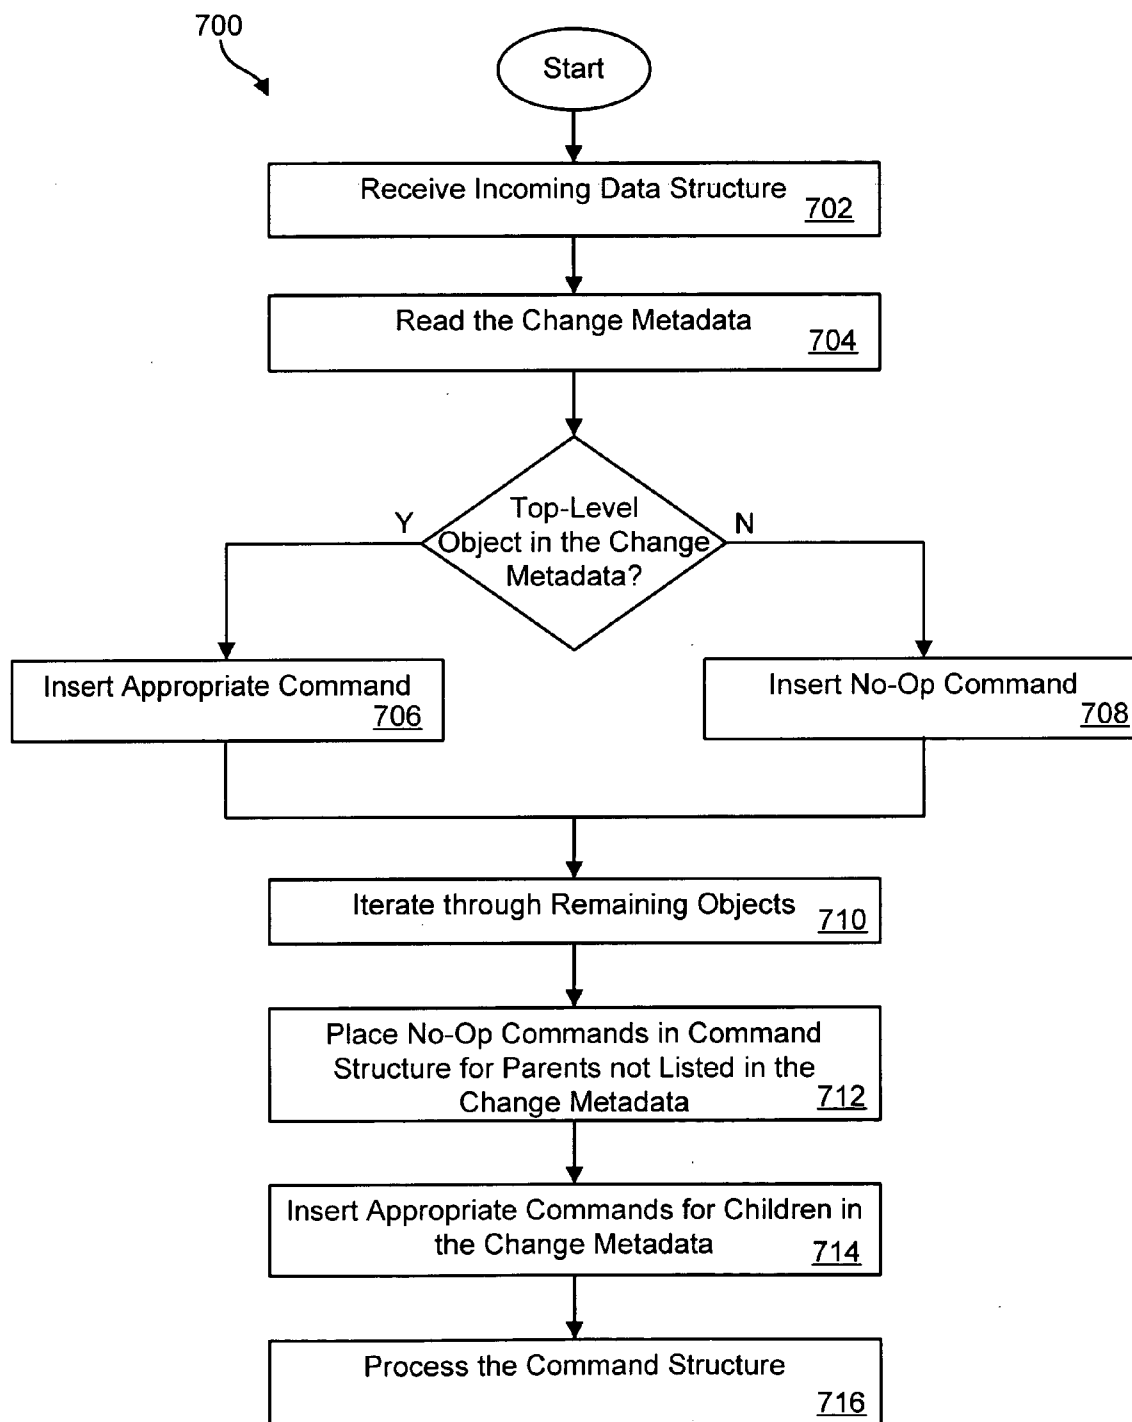 700
Start
Receive Incoming Data Structure
702
Read the Change Metadata
704
Top-Level
Object in the Change
Metadata?
Y
N
Insert Appropriate Command
706
Insert No-Op Command
708
Iterate through Remaining Objects
710
Place No-Op Commands in Command
Structure for Parents not Listed in the
Change Metadata
712
Insert Appropriate Commands for Children in
the Change Metadata
714
Process the Command Structure
716